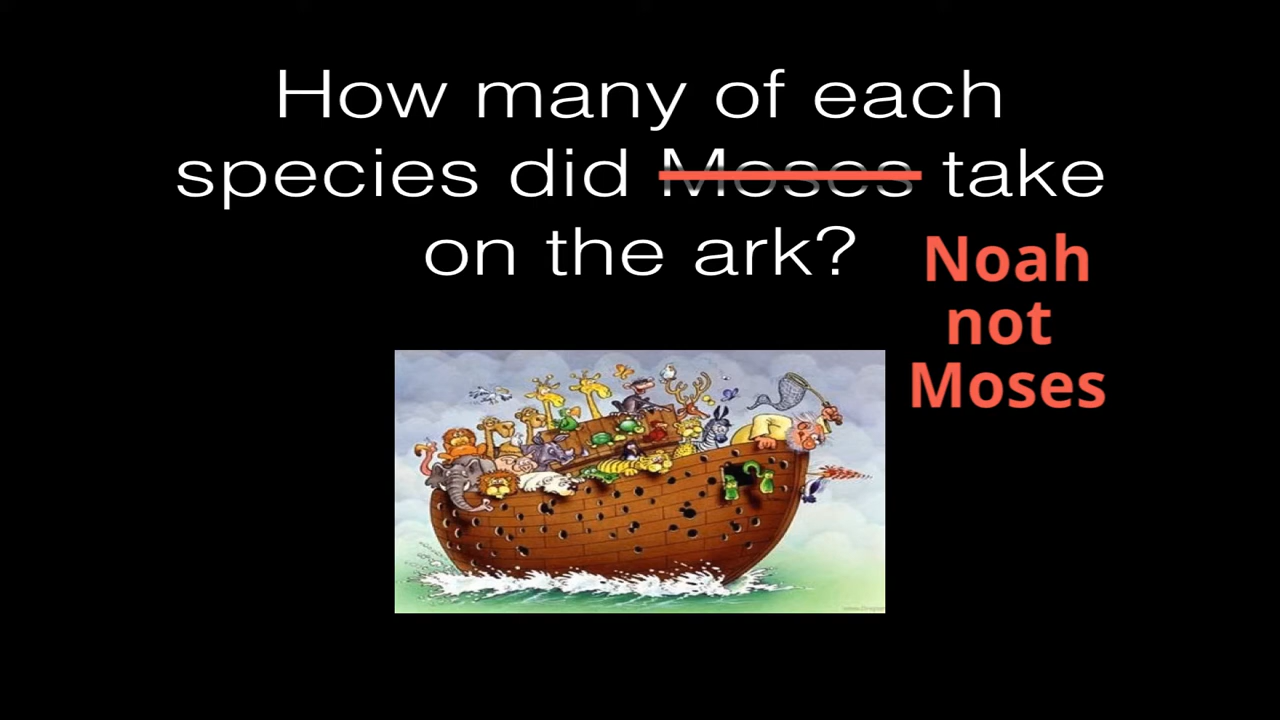 How many of each
species did Moses take
on the ark?
Noah
not
Moses